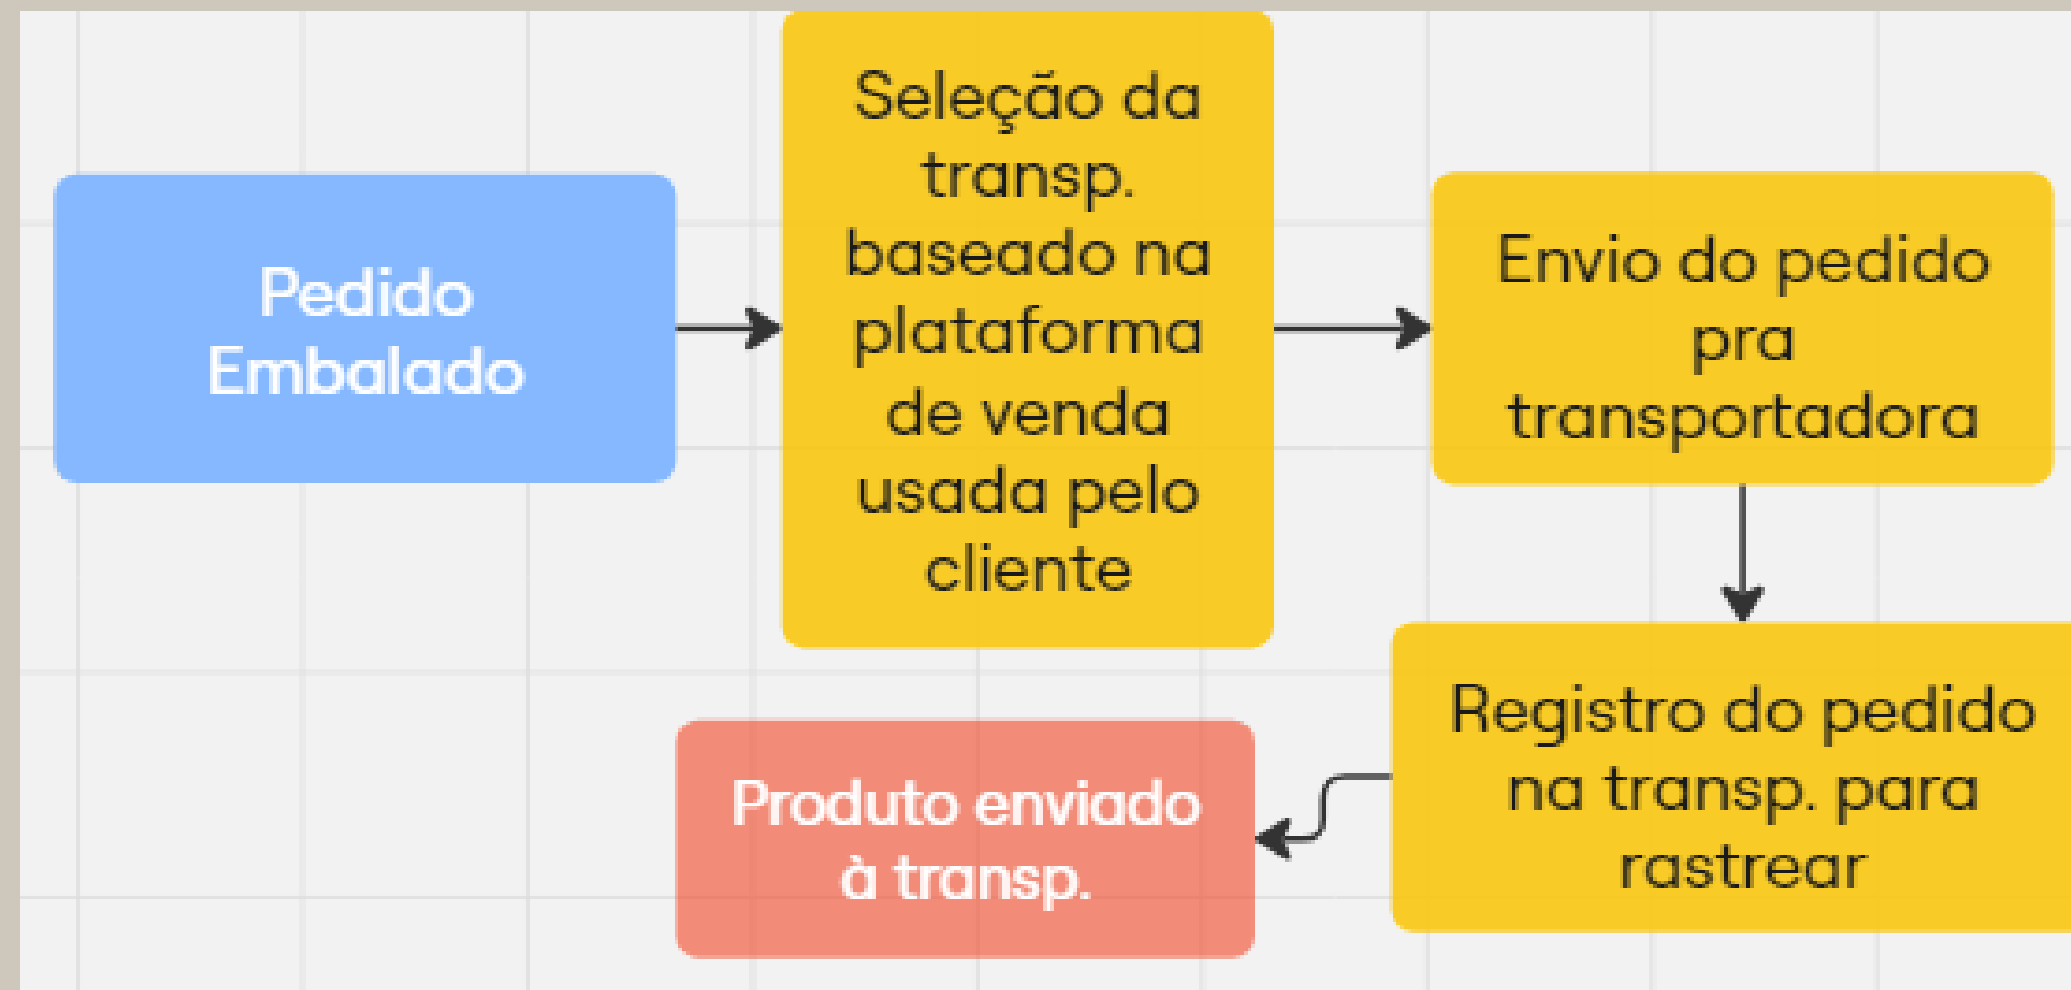 Pedido
Embalado
Seleção da
transp.
baseado na
plataforma
de venda
usada pelo
cliente
Envio do pedido
pra
transportadora
Registro do pedido
na transp. para
rastrear
Produto enviado
à transp.